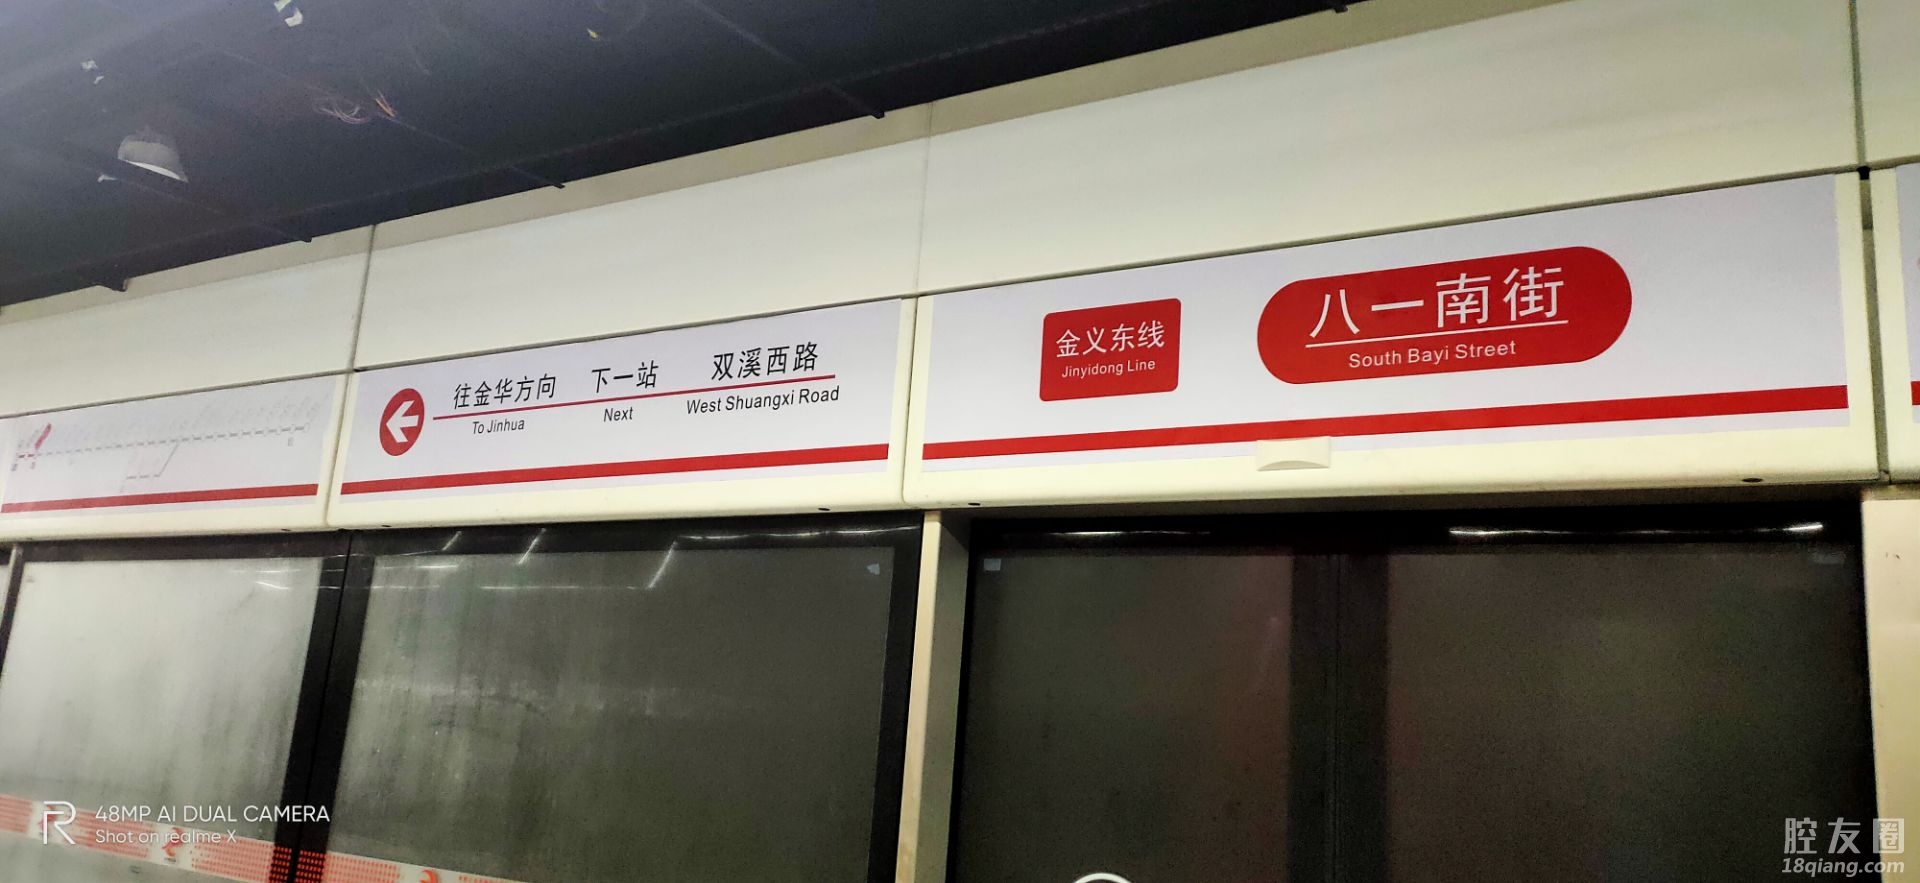 往金华方向 下一站 双溪西路
To Jinhua Next West Shuangxi Road
金义东线
Jinyidong Line
八一南街
South Bayi Street
R 48MP AI DUAL CAMERA
Shot on realme X
腔友圈
18qiang.com